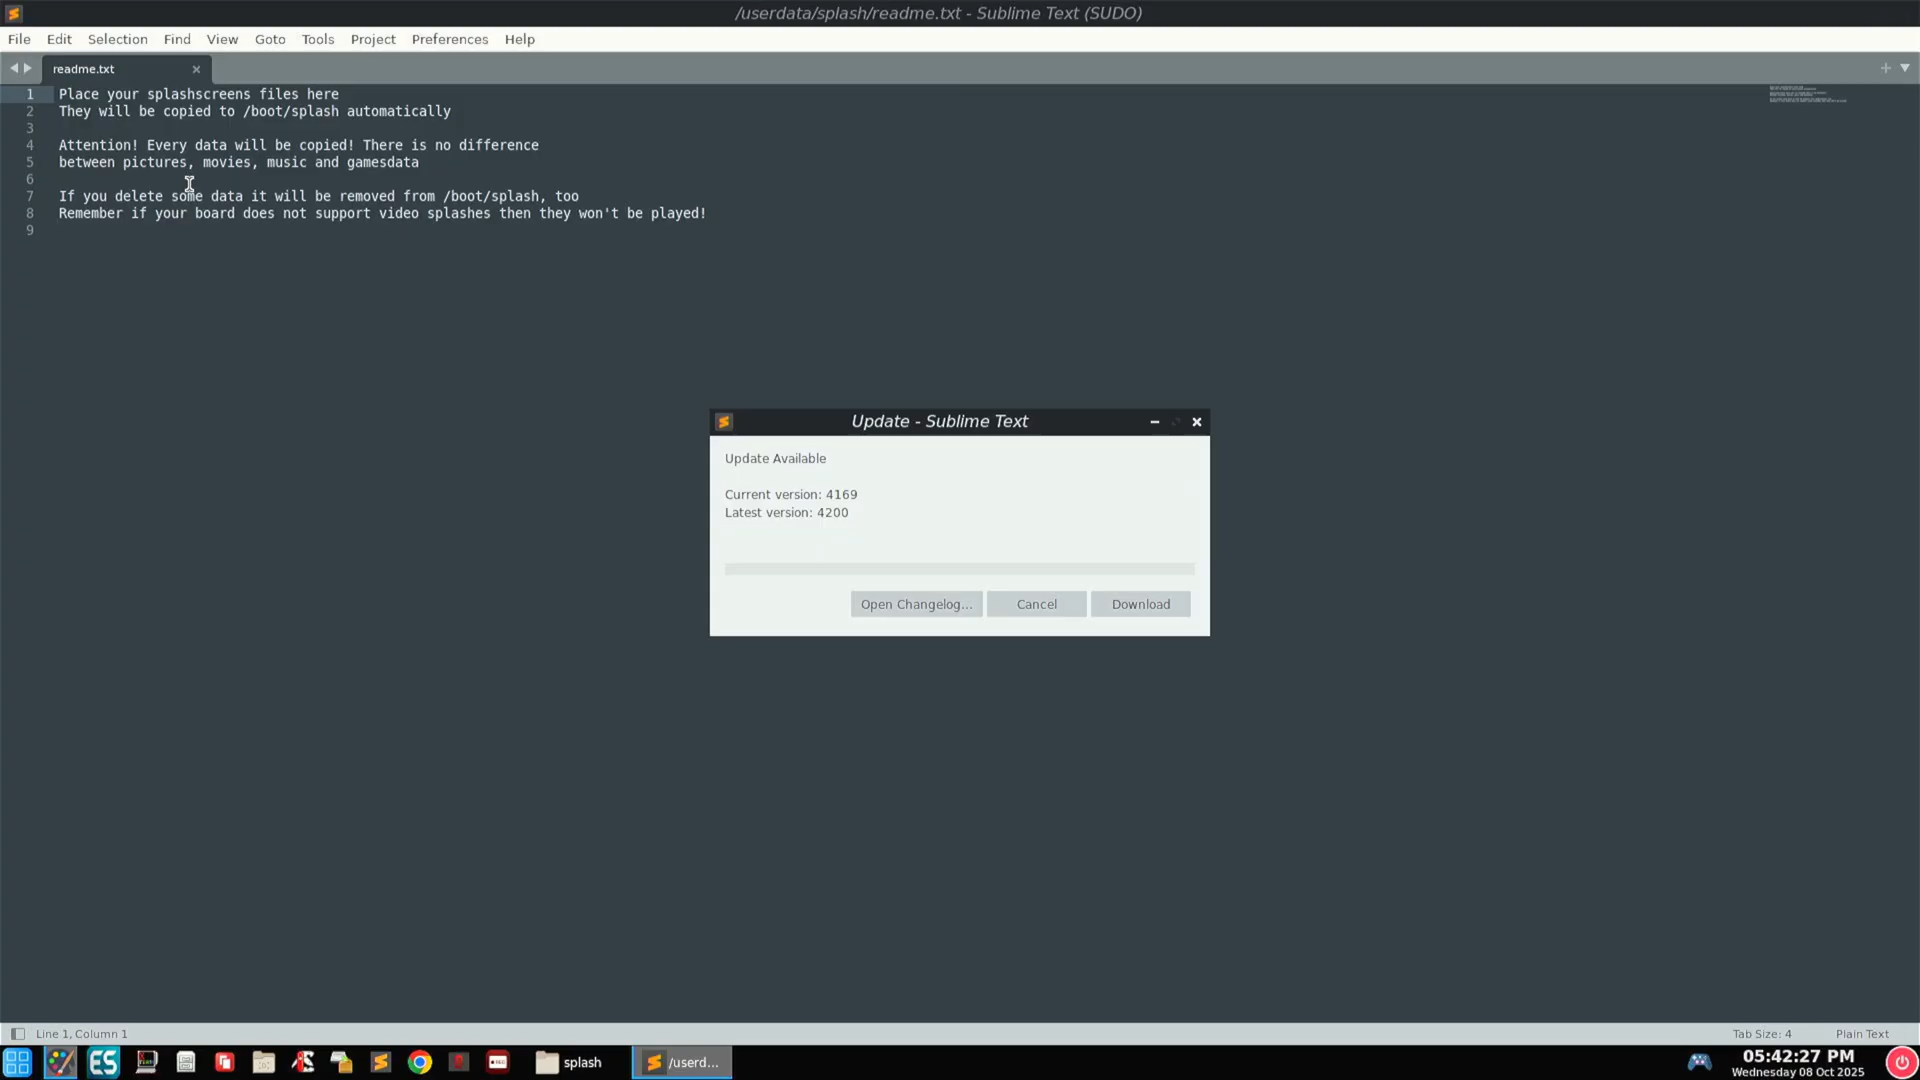 /userdata/splash/readme.txt - Sublime Text (SUDO)
File Edit Selection Find View Goto Tools Project Preferences Help
readme.txt
1 Place your splashscreens files here
2 They will be copied to /boot/splash automatically
3
4 Attention! Every data will be copied! There is no difference
5 between pictures, movies, music and gamesdata
6
7 If you delete some data it will be removed from /boot/splash, too
8 Remember if your board does not support video splashes then they won't be played!
9
Update - Sublime Text
Update Available
Current version: 4169
Latest version: 4200
Open Changelog... Cancel Download
Line 1, Column 1
Tab Size: 4 Plain Text
ES
splash
/userd...
05:42:27 PM
Wednesday 08 Oct 2025